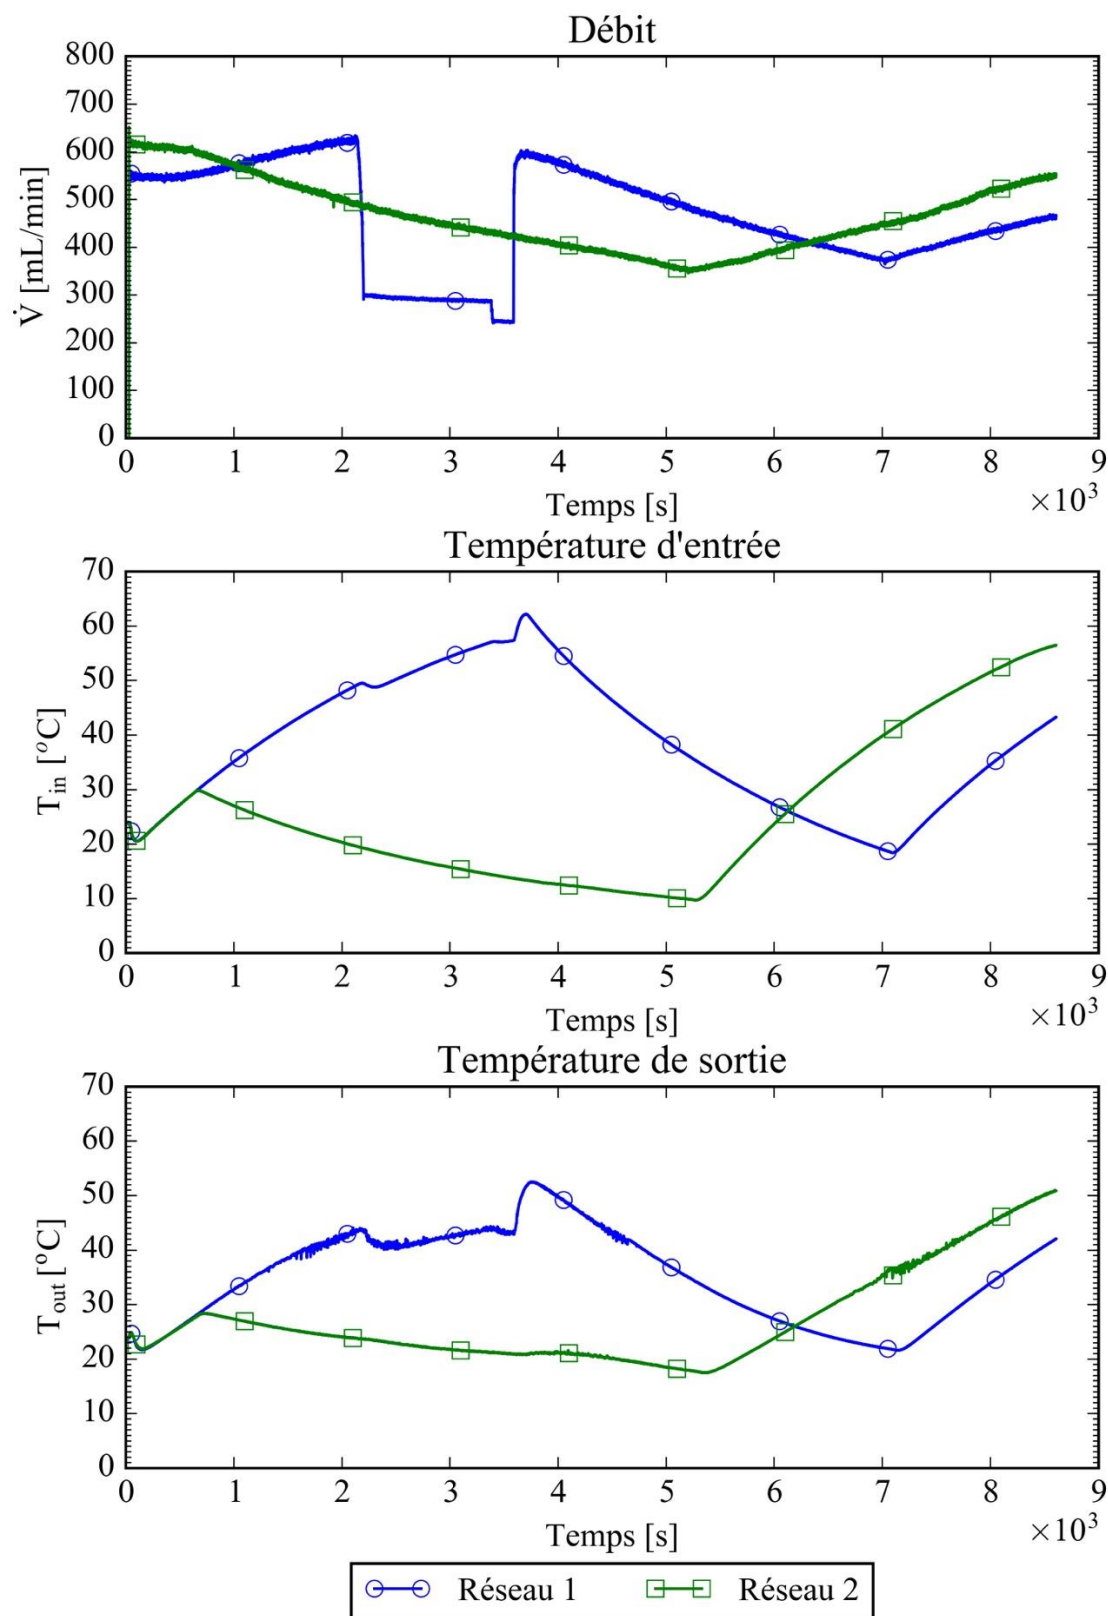 Débit
800
700
600
500
400
300
200
100
0
V̇ [mL/min]
0 1 2 3 4 5 6 7 8 9
Temps [s]
×10³
Température d'entrée
70
60
50
40
30
20
10
0
T_in [°C]
0 1 2 3 4 5 6 7 8 9
Temps [s]
×10³
Température de sortie
70
60
50
40
30
20
10
0
T_out [°C]
0 1 2 3 4 5 6 7 8 9
Temps [s]
×10³
Réseau 1 Réseau 2